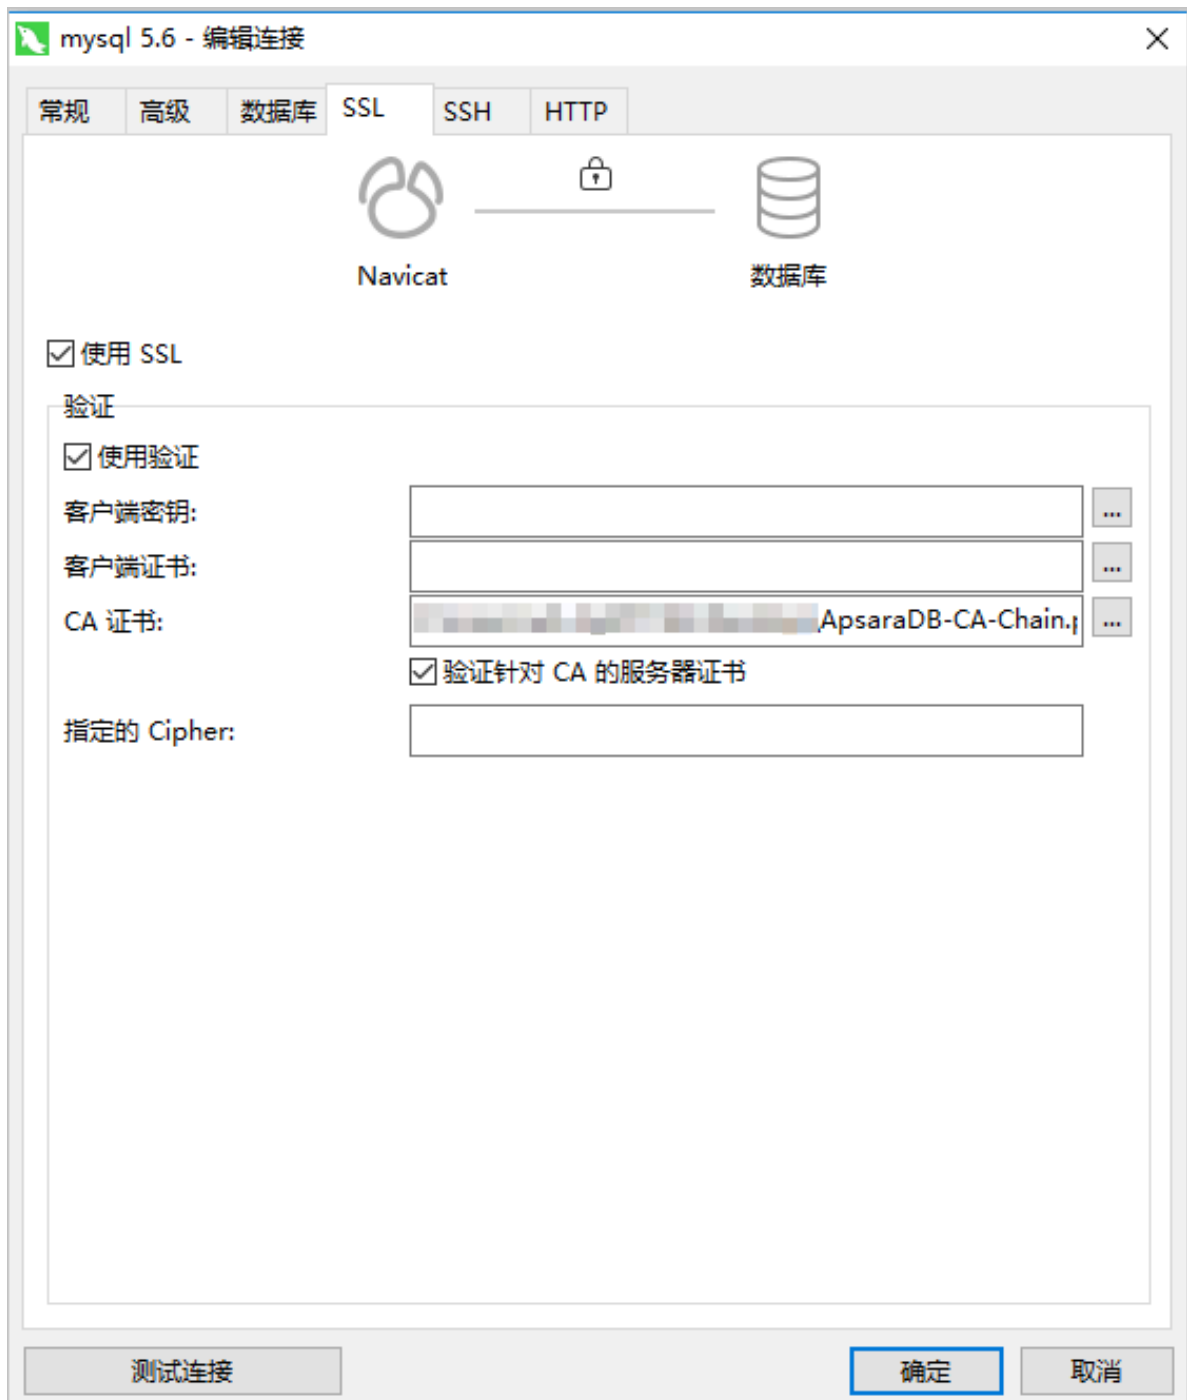 mysql 5.6 - 编辑连接
常规 高级 数据库 SSL SSH HTTP
Navicat 数据库
使用 SSL
验证
使用验证
客户端密钥: ...
客户端证书: ...
CA 证书: ApsaraDB-CA-Chain.p ...
验证针对 CA 的服务器证书
指定的 Cipher:
测试连接 确定 取消